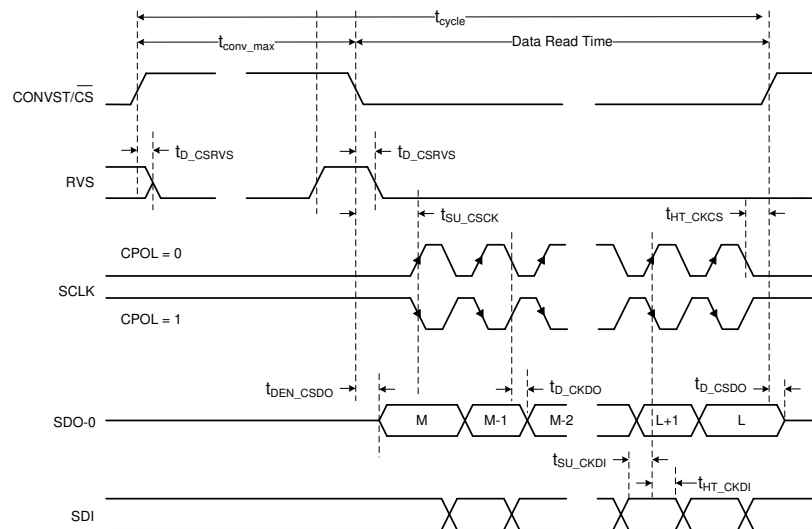 tcycle
tconv_max
Data Read Time
CONVST/CS
tD_CSRVS
tD_CSRVS
RVS
tSU_CSCK
tHT_CKCS
CPOL = 0
SCLK
CPOL = 1
tDEN_CSDO
tD_CKDO
tD_CSDO
SDO-0
M
M-1
M-2
L+1
L
tSU_CKDI
tHT_CKDI
SDI